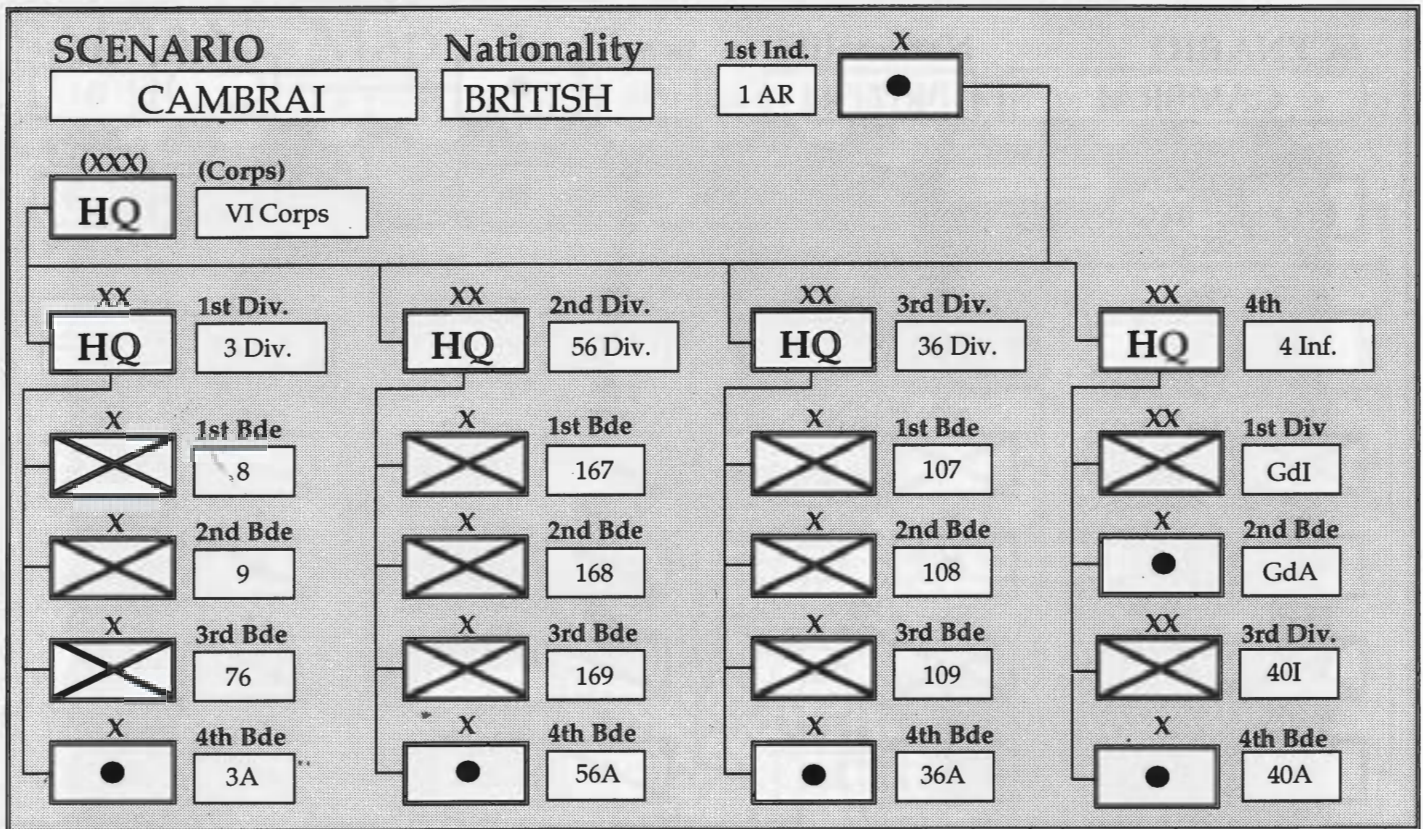 SCENARIO Nationality 1st Ind. X
CAMBRAI BRITISH 1 AR
(XXX) (Corps)
HQ VI Corps
XX 1st Div. XX 2nd Div. XX 3rd Div. XX 4th
HQ 3 Div. HQ 56 Div. HQ 36 Div. HQ 4 Inf.
X 1st Bde X 1st Bde X 1st Bde XX 1st Div
8 167 107 GdI
X 2nd Bde X 2nd Bde X 2nd Bde X 2nd Bde
9 168 108 GdA
X 3rd Bde X 3rd Bde X 3rd Bde XX 3rd Div.
76 169 109 40I
X 4th Bde X 4th Bde X 4th Bde X 4th Bde
3A 56A 36A 40A